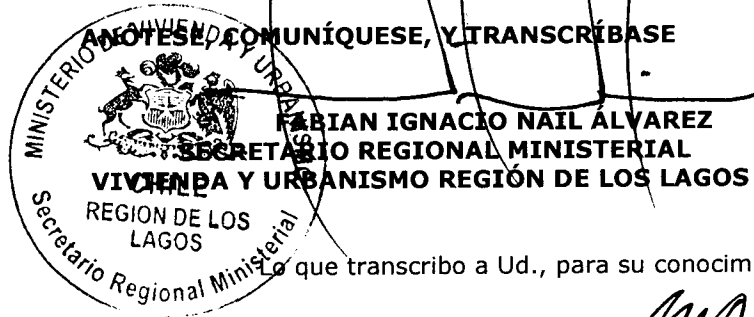 ANÓTESE, COMUNÍQUESE, Y TRANSCRÍBASE
FABIAN IGNACIO NAIL ÁLVAREZ
SECRETARIO REGIONAL MINISTERIAL
VIVIENDA Y URBANISMO REGIÓN DE LOS LAGOS
MINISTERIO DE VIVIENDA Y URBANISMO
CHILE
REGION DE LOS
LAGOS
Secretario Regional Ministerial
Lo que transcribo a Ud., para su conocim